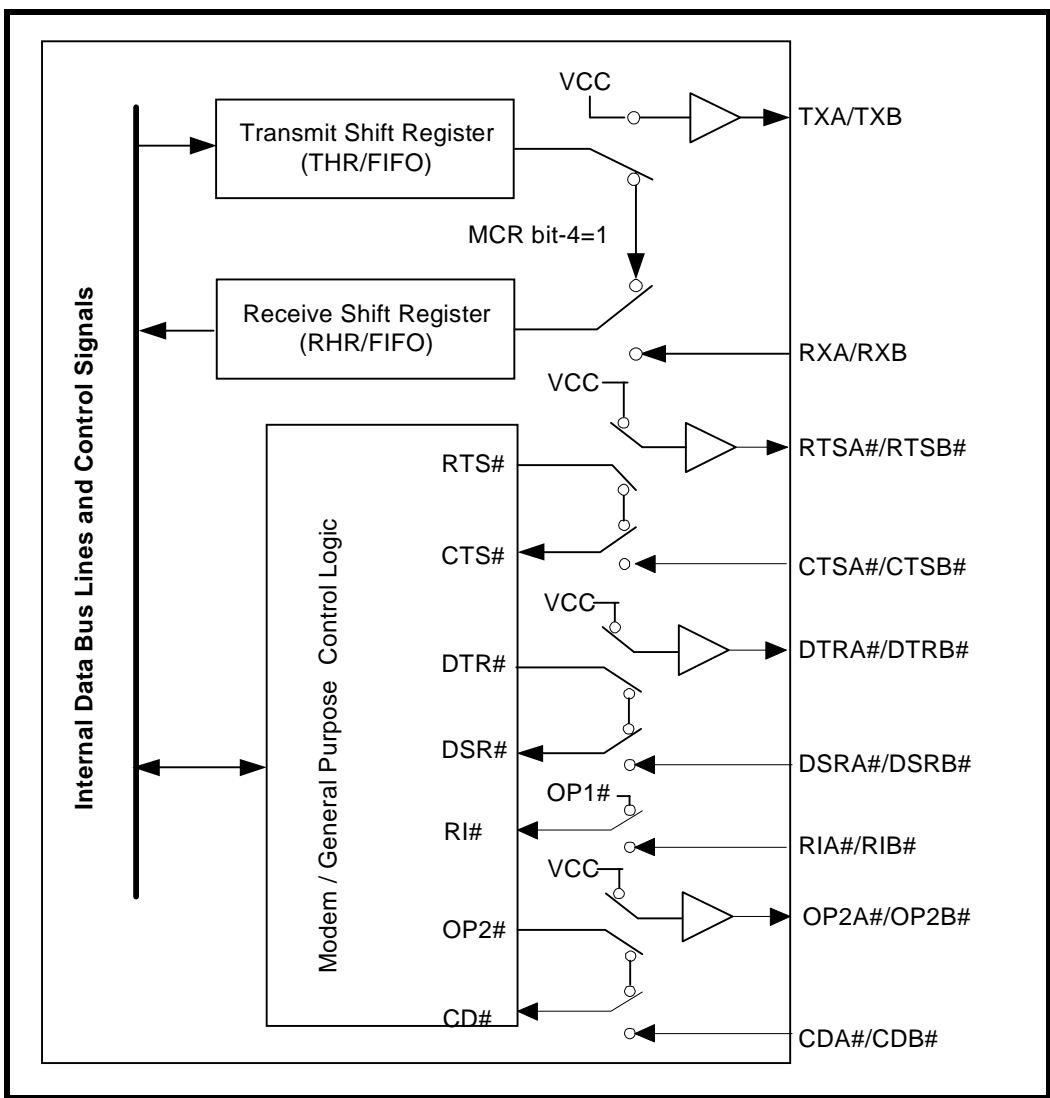 VCC
TXA/TXB
Transmit Shift Register
(THR/FIFO)
MCR bit-4=1
Receive Shift Register
(RHR/FIFO)
RXA/RXB
VCC
RTSA#/RTSB#
RTS#
CTS#
CTSA#/CTSB#
VCC
DTRA#/DTRB#
DTR#
DSR#
DSRA#/DSRB#
OP1#
RI#
RIA#/RIB#
VCC
OP2A#/OP2B#
OP2#
CD#
CDA#/CDB#
Internal Data Bus Lines and Control Signals
Modem / General Purpose Control Logic